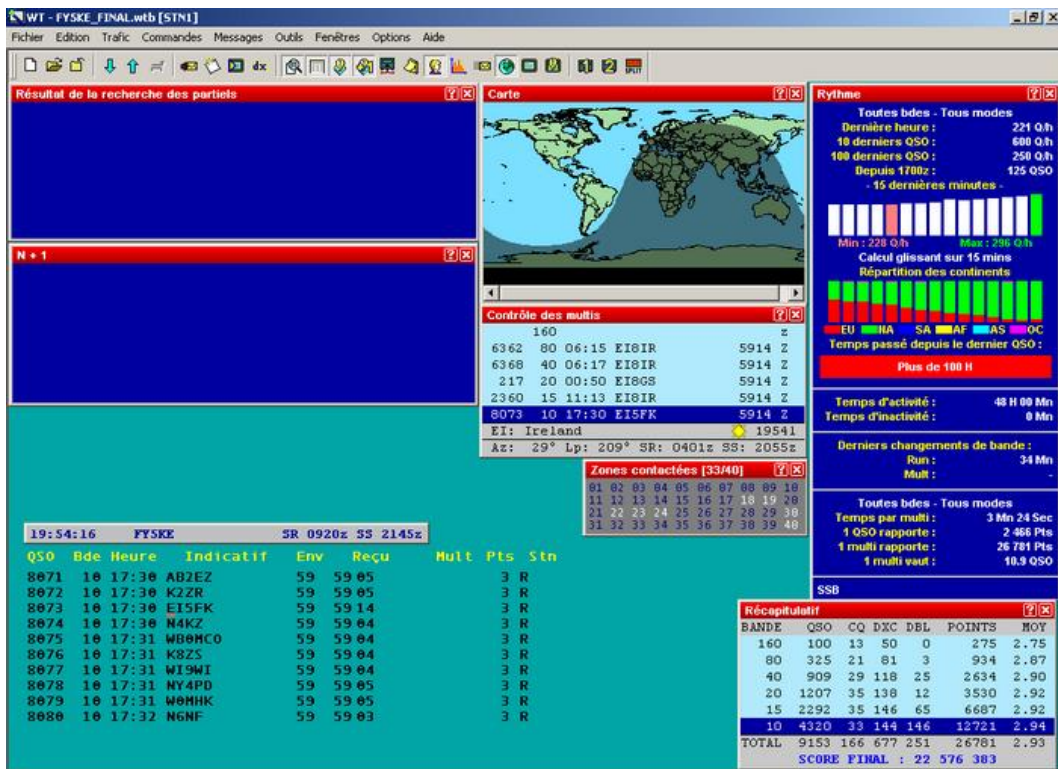 WT - FY5KE_FINAL.wtb [STN1]
Fichier Edition Trafic Commandes Messages Outils Fenêtres Options Aide
dx SPLIT
Résultat de la recherche des partiels
N + 1
Carte
Contrôle des multis
160 z
6362 80 06:15 EI8IR 5914 Z
6368 40 06:17 EI8IR 5914 Z
217 20 00:50 EI8GS 5914 Z
2360 15 11:13 EI8IR 5914 Z
8073 10 17:30 EI5FK 5914 Z
EI: Ireland 19541
Az: 29° Lp: 209° SR: 0401z SS: 2055z
Zones contactées [33/40]
01 02 03 04 05 06 07 08 09 10
11 12 13 14 15 16 17 18 19 20
21 22 23 24 25 26 27 28 29 30
31 32 33 34 35 36 37 38 39 40
Rythme
Toutes bdes - Tous modes
Dernière heure : 221 Q/h
10 derniers QSO : 600 Q/h
100 derniers QSO : 250 Q/h
Depuis 1700z : 125 QSO
- 15 dernières minutes -
Min : 228 Q/h Max : 296 Q/h
Calcul glissant sur 15 mins
Répartition des continents
EU NA SA AF AS OC
Temps passé depuis le dernier QSO :
Plus de 100 H
Temps d'activité : 48 H 00 Mn
Temps d'inactivité : 0 Mn
Derniers changements de bande :
Run : 34 Mn
Mult : -
Toutes bdes - Tous modes
Temps par multi : 3 Mn 24 Sec
1 QSO rapporte : 2 466 Pts
1 multi rapporte : 26 781 Pts
1 multi vaut : 10.9 QSO
SSB
19:54:16 FY5KE SR 0920z SS 2145z
QSO Bde Heure Indicatif Env Reçu Mult Pts Stn
8071 10 17:30 AB2EZ 59 59 05 3 R
8072 10 17:30 K2ZR 59 59 05 3 R
8073 10 17:30 EI5FK 59 59 14 3 R
8074 10 17:30 N4KZ 59 59 04 3 R
8075 10 17:31 WB0MCO 59 59 04 3 R
8076 10 17:31 K8ZS 59 59 04 3 R
8077 10 17:31 WI9WI 59 59 04 3 R
8078 10 17:31 NY4PD 59 59 05 3 R
8079 10 17:31 W0MHK 59 59 05 3 R
8080 10 17:32 N6NF 59 59 03 3 R
Récapitulatif
BANDE QSO CQ DXC DBL POINTS MOY
160 100 13 50 0 275 2.75
80 325 21 81 3 934 2.87
40 909 29 118 25 2634 2.90
20 1207 35 138 12 3530 2.92
15 2292 35 146 65 6687 2.92
10 4320 33 144 146 12721 2.94
TOTAL 9153 166 677 251 26781 2.93
SCORE FINAL : 22 576 383